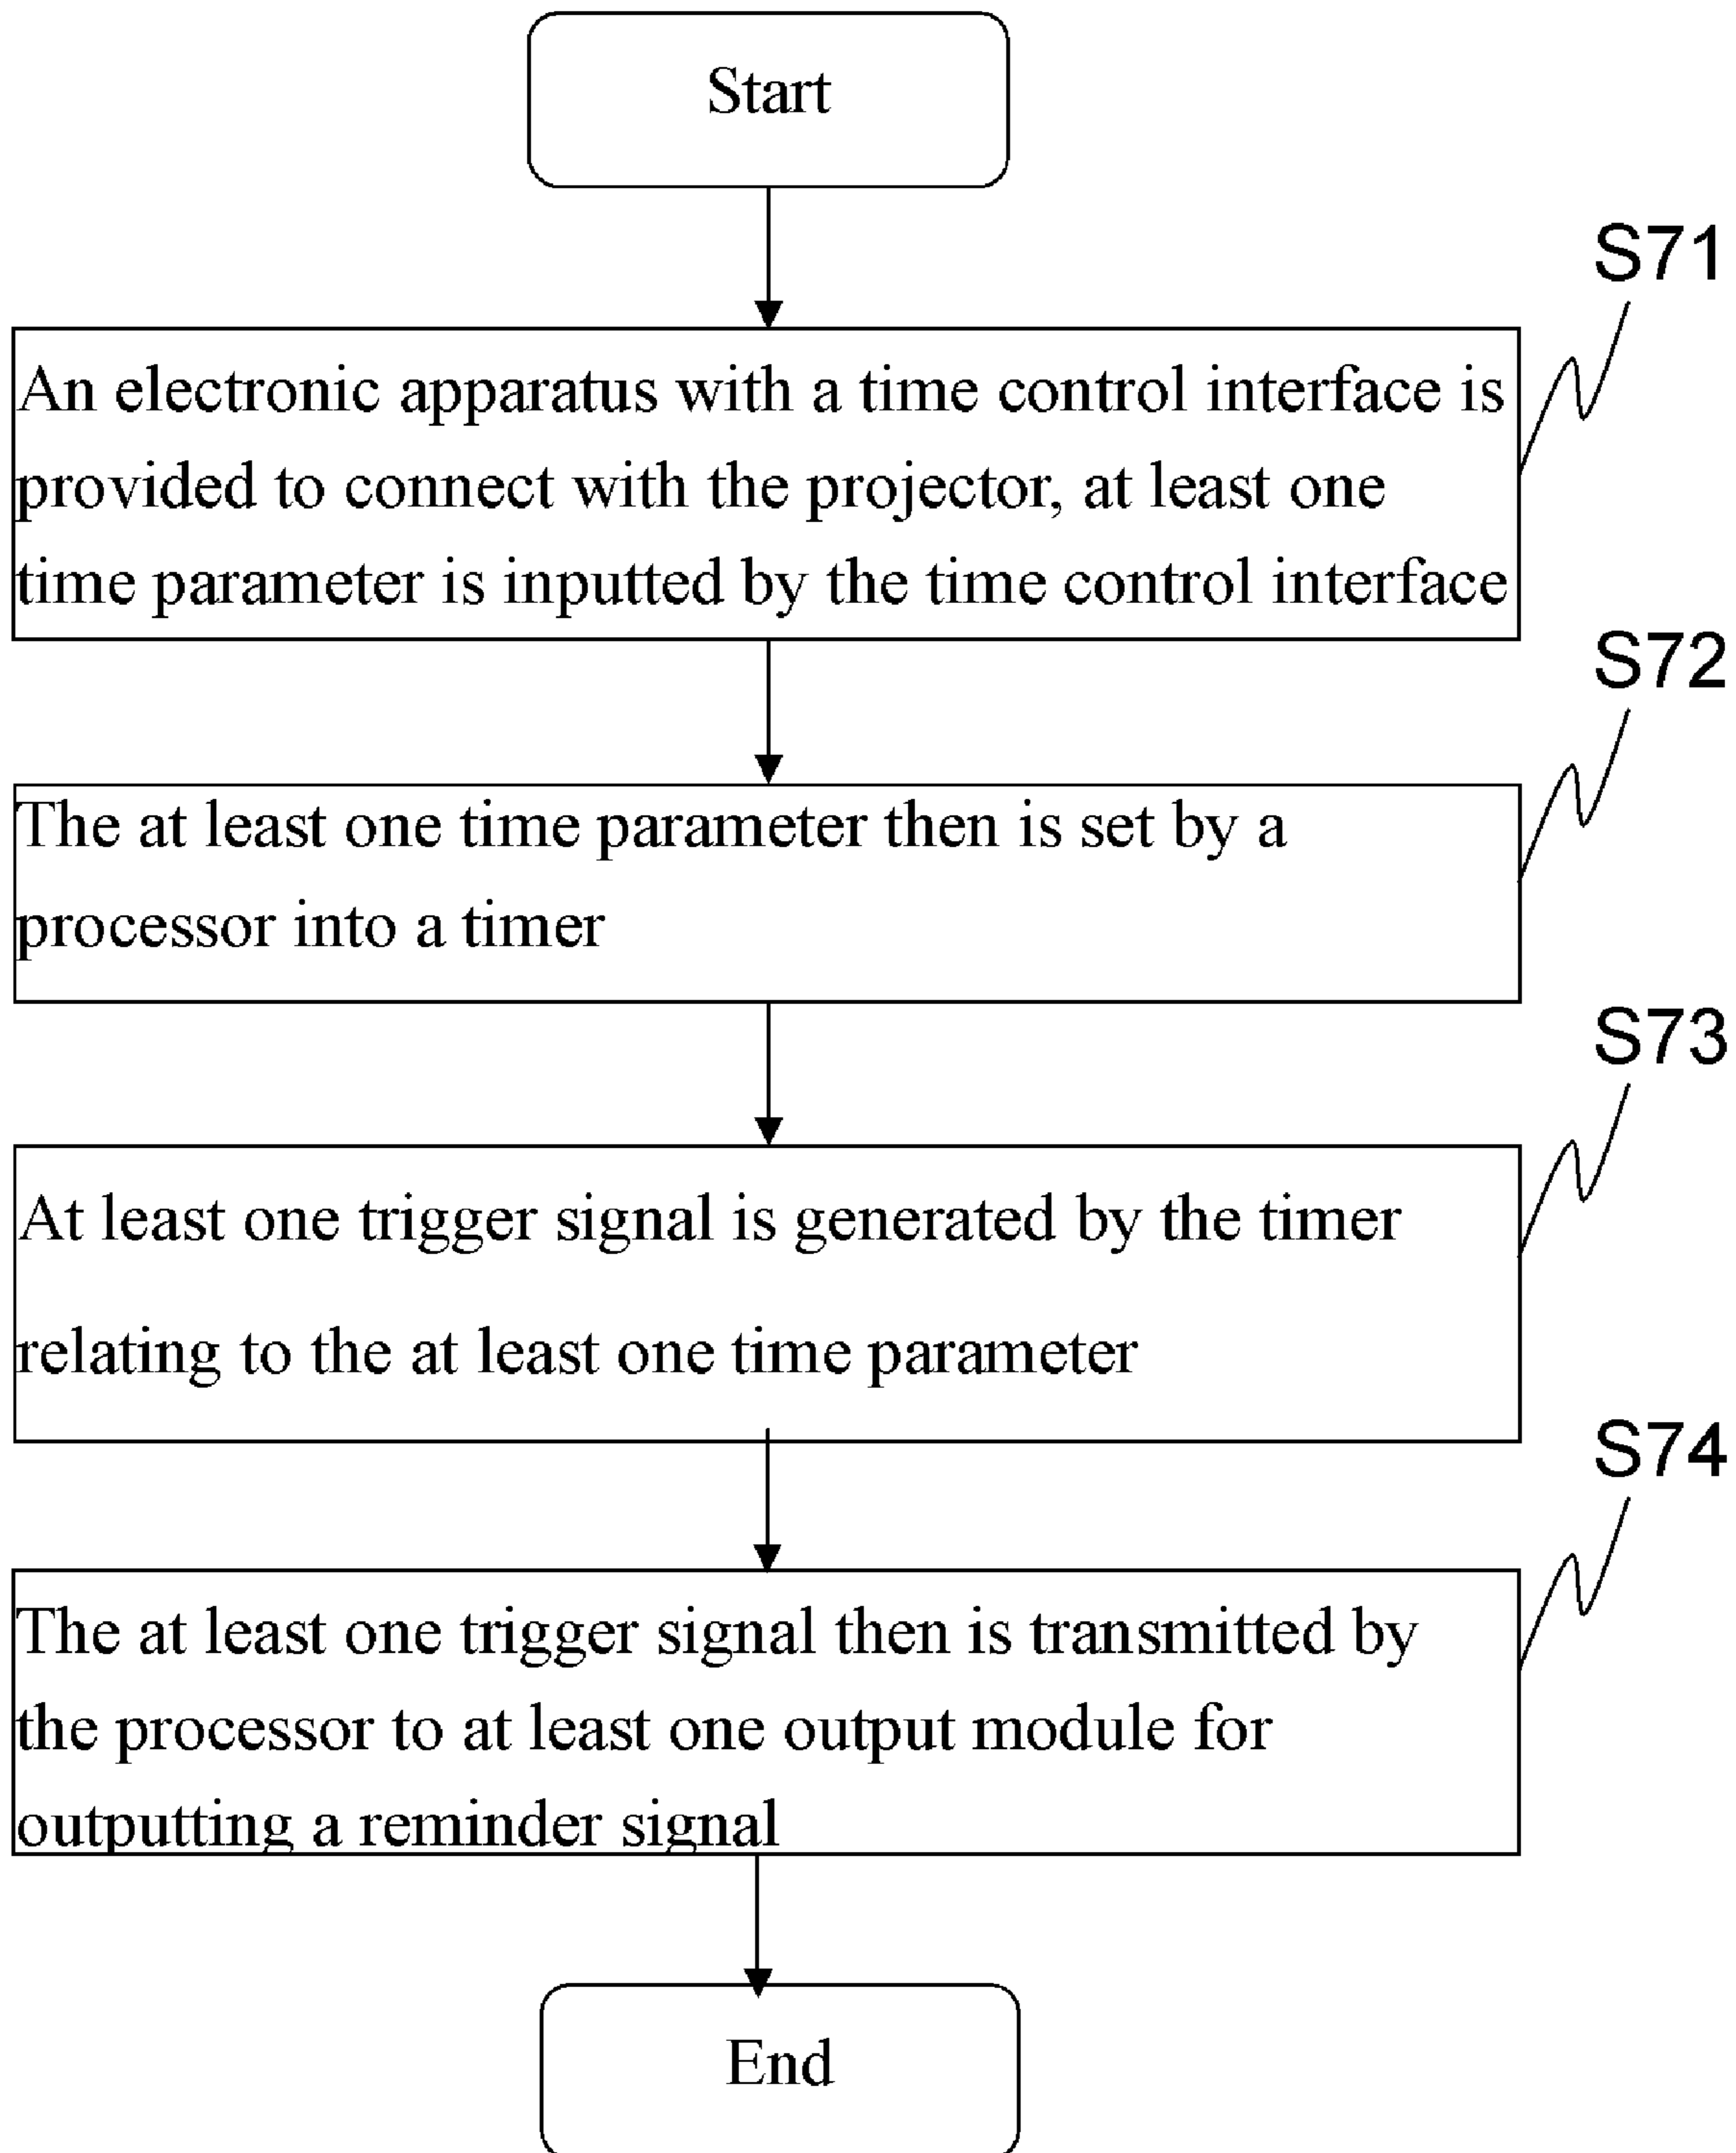 Start
S71
An electronic apparatus with a time control interface is
provided to connect with the projector, at least one
time parameter is inputted by the time control interface
S72
The at least one time parameter then is set by a
processor into a timer
S73
At least one trigger signal is generated by the timer
relating to the at least one time parameter
S74
The at least one trigger signal then is transmitted by
the processor to at least one output module for
outputting a reminder signal
End